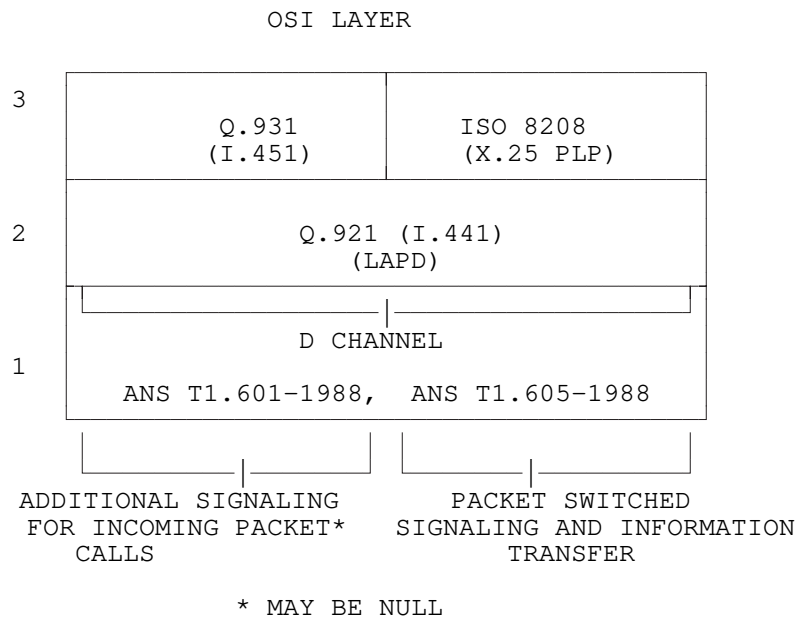 OSI LAYER
3
Q.931 ISO 8208
(I.451) (X.25 PLP)
2
Q.921 (I.441)
(LAPD)
D CHANNEL
1
ANS T1.601-1988, ANS T1.605-1988
ADDITIONAL SIGNALING PACKET SWITCHED
FOR INCOMING PACKET* SIGNALING AND INFORMATION
CALLS TRANSFER
* MAY BE NULL